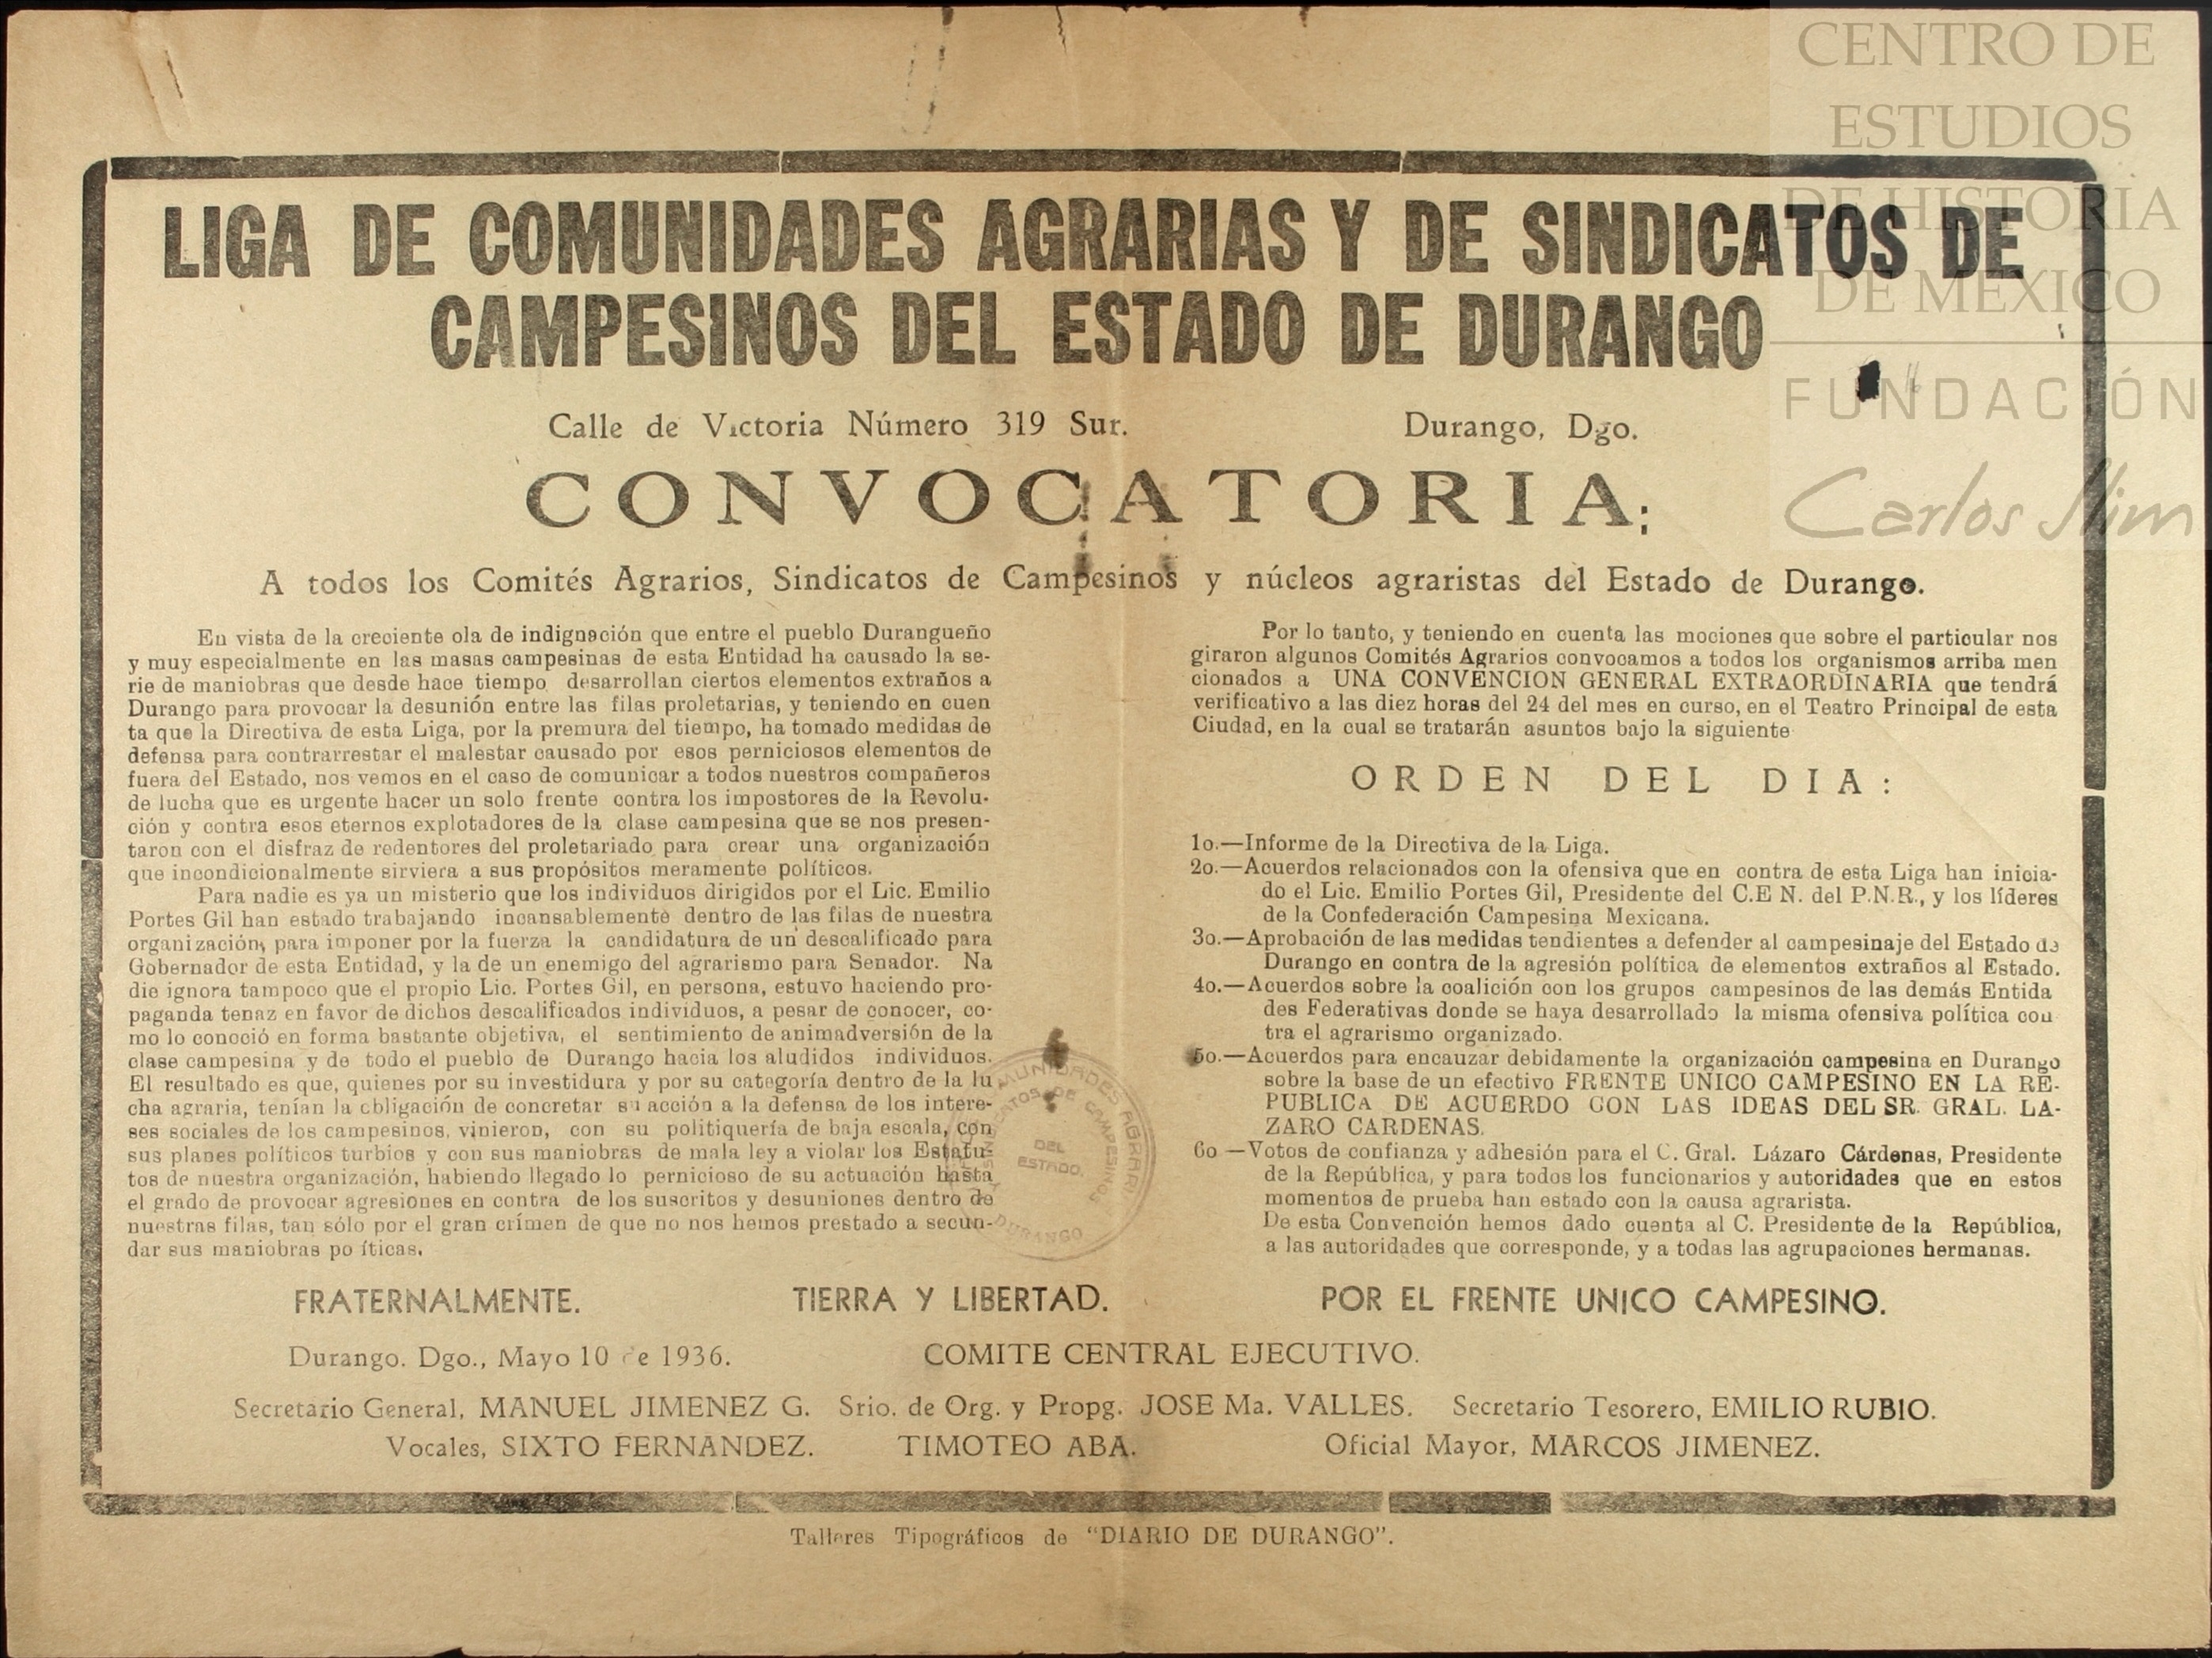 CENTRO DE
ESTUDIOS
DE HISTORIA
DE MEXICO
FUNDACIÓN
Carlos Slim
LIGA DE COMUNIDADES AGRARIAS Y DE SINDICATOS DE
CAMPESINOS DEL ESTADO DE DURANGO
Calle de Victoria Número 319 Sur. Durango, Dgo.
CONVOCATORIA;
A todos los Comités Agrarios, Sindicatos de Campesinos y núcleos agraristas del Estado de Durango.
En vista de la creciente ola de indignación que entre el pueblo Durangueño
y muy especialmente en las masas campesinas de esta Entidad ha causado la se-
rie de maniobras que desde hace tiempo desarrollan ciertos elementos extraños a
Durango para provocar la desunión entre las filas proletarias, y teniendo en cuen
ta que la Directiva de esta Liga, por la premura del tiempo, ha tomado medidas de
defensa para contrarrestar el malestar causado por esos perniciosos elementos de
fuera del Estado, nos vemos en el caso de comunicar a todos nuestros compañeros
de lucha que es urgente hacer un solo frente contra los impostores de la Revolu-
ción y contra esos eternos explotadores de la clase campesina que se nos presen-
taron con el disfraz de redentores del proletariado para crear una organización
que incondicionalmente sirviera a sus propósitos meramente políticos.
Para nadie es ya un misterio que los individuos dirigidos por el Lic. Emilio
Portes Gil han estado trabajando incansablemente dentro de las filas de nuestra
organización, para imponer por la fuerza la candidatura de un descalificado para
Gobernador de esta Entidad, y la de un enemigo del agrarismo para Senador. Na
die ignora tampoco que el propio Lic. Portes Gil, en persona, estuvo haciendo pro-
paganda tenaz en favor de dichos descalificados individuos, a pesar de conocer, co-
mo lo conoció en forma bastante objetiva, el sentimiento de animadversión de la
clase campesina y de todo el pueblo de Durango hacia los aludidos individuos.
El resultado es que, quienes por su investidura y por su categoría dentro de la lu
cha agraria, tenían la obligación de concretar su acción a la defensa de los intere-
ses sociales de los campesinos, vinieron, con su politiquería de baja escala, con
sus planes políticos turbios y con sus maniobras de mala ley a violar los Estatu-
tos de nuestra organización, habiendo llegado lo pernicioso de su actuación hasta
el grado de provocar agresiones en contra de los suscritos y desuniones dentro de
nuestras filas, tan sólo por el gran crímen de que no nos hemos prestado a secun-
dar sus maniobras po íticas.
Por lo tanto, y teniendo en cuenta las mociones que sobre el particular nos
giraron algunos Comités Agrarios convocamos a todos los organismos arriba men
cionados a UNA CONVENCION GENERAL EXTRAORDINARIA que tendrá
verificativo a las diez horas del 24 del mes en curso, en el Teatro Principal de esta
Ciudad, en la cual se tratarán asuntos bajo la siguiente
ORDEN DEL DIA:
1o.—Informe de la Directiva de la Liga.
2o.—Acuerdos relacionados con la ofensiva que en contra de esta Liga han inicia-
do el Lic. Emilio Portes Gil, Presidente del C.E N. del P.N.R., y los líderes
de la Confederación Campesina Mexicana.
3o.—Aprobación de las medidas tendientes a defender al campesinaje del Estado de
Durango en contra de la agresión política de elementos extraños al Estado.
4o.—Acuerdos sobre la coalición con los grupos campesinos de las demás Entida
des Federativas donde se haya desarrollado la misma ofensiva política con
tra el agrarismo organizado.
5o.—Acuerdos para encauzar debidamente la organización campesina en Durango
sobre la base de un efectivo FRENTE UNICO CAMPESINO EN LA RE-
PUBLICA DE ACUERDO CON LAS IDEAS DEL SR. GRAL. LA-
ZARO CARDENAS.
6o —Votos de confianza y adhesión para el C. Gral. Lázaro Cárdenas, Presidente
de la República, y para todos los funcionarios y autoridades que en estos
momentos de prueba han estado con la causa agrarista.
De esta Convención hemos dado cuenta al C. Presidente de la República,
a las autoridades que corresponde, y a todas las agrupaciones hermanas.
MUNIDADES AGRARI
SINDICATOS DE CAMPESINOS
DEL
ESTADO.
DURANGO
FRATERNALMENTE. TIERRA Y LIBERTAD. POR EL FRENTE UNICO CAMPESINO.
Durango. Dgo., Mayo 10 de 1936. COMITE CENTRAL EJECUTIVO.
Secretario General, MANUEL JIMENEZ G. Srio. de Org. y Propg. JOSE Ma. VALLES. Secretario Tesorero, EMILIO RUBIO.
Vocales, SIXTO FERNANDEZ. TIMOTEO ABA. Oficial Mayor, MARCOS JIMENEZ.
Talleres Tipográficos de "DIARIO DE DURANGO".